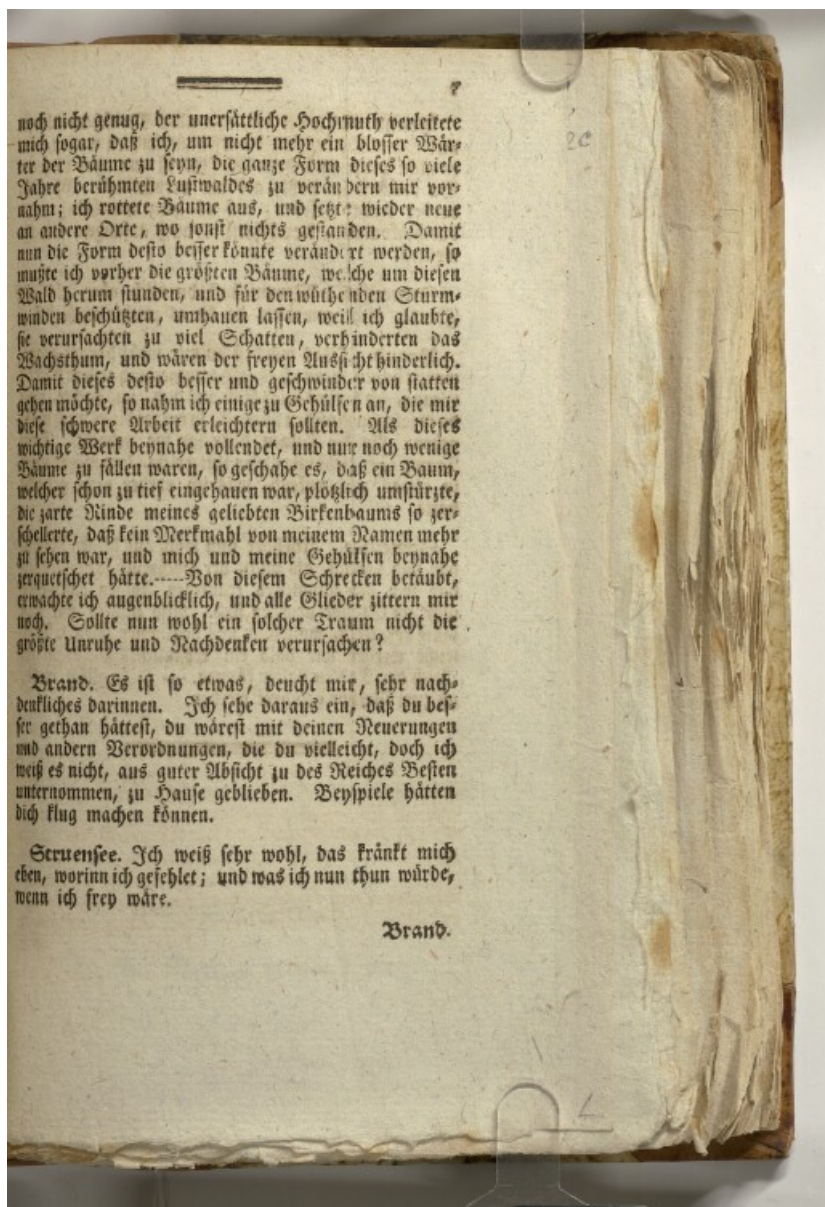 7
noch nicht genug, der unersättliche Hochmuth verleitete
mich sogar, daß ich, um nicht mehr ein blosser Wär-
ter der Bäume zu seyn, die ganze Form dieses so viele
Jahre berühmten Lustwaldes zu verändern mir vor-
nahm; ich rottete Bäume aus, und setzte wieder neue
an andere Orte, wo sonst nichts gestanden. Damit
nun die Form desto besser könnte verändert werden, so
mußte ich vorher die größten Bäume, welche um diesen
Wald herum stunden, und für den wüthenden Sturm-
winden beschützten, umhauen lassen, weil ich glaubte,
sie verursachten zu viel Schatten, verhinderten das
Wachsthum, und wären der freyen Aussicht hinderlich.
Damit dieses desto besser und geschwinder von statten
gehen möchte, so nahm ich einige zu Gehülfen an, die mir
diese schwere Arbeit erleichtern sollten. Als dieses
wichtige Werk beynahe vollendet, und nur noch wenige
Bäume zu fällen waren, so geschahe es, daß ein Baum,
welcher schon zu tief eingehauen war, plötzlich umstürzte,
die zarte Rinde meines geliebten Birkenbaums so zer-
schellerte, daß kein Merkmahl von meinem Namen mehr
zu sehen war, und mich und meine Gehülfen beynahe
zerquetschet hätte.-----Von diesem Schrecken betäubt,
erwachte ich augenblicklich, und alle Glieder zittern mir
noch. Sollte nun wohl ein solcher Traum nicht die
größte Unruhe und Nachdenken verursachen?
Brand. Es ist so etwas, deucht mir, sehr nach-
denkliches darinnen. Ich sehe daraus ein, daß du bes-
ser gethan hättest, du wärest mit deinen Neuerungen
und andern Verordnungen, die du vielleicht, doch ich
weiß es nicht, aus guter Absicht zu des Reiches Besten
unternommen, zu Hause geblieben. Beyspiele hätten
dich klug machen können.
Struensee. Ich weiß sehr wohl, das kränkt mich
eben, worinn ich gefehlet; und was ich nun thun würde,
wenn ich frey wäre.
Brand.